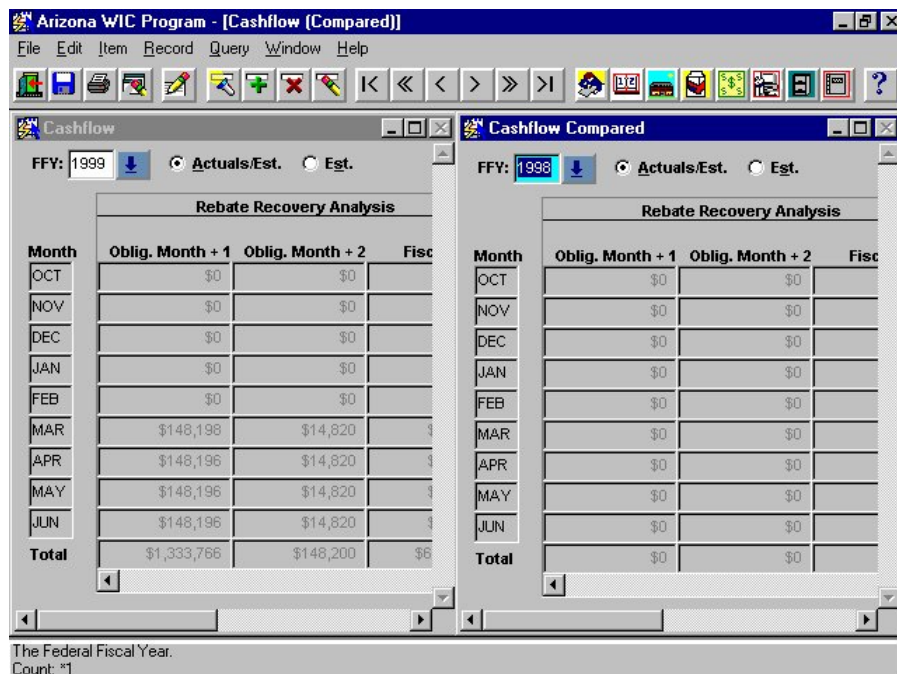 Arizona WIC Program - [Cashflow (Compared)]
File Edit Item Record Query Window Help
Cashflow
FFY: 1999 Actuals/Est. Est.
Rebate Recovery Analysis
Month Oblig. Month + 1 Oblig. Month + 2 Fisc
OCT $0 $0
NOV $0 $0
DEC $0 $0
JAN $0 $0
FEB $0 $0
MAR $148,198 $14,820 $
APR $148,196 $14,820 $
MAY $148,196 $14,820 $
JUN $148,196 $14,820 $
Total $1,333,766 $148,200 $6
Cashflow Compared
FFY: 1998 Actuals/Est. Est.
Rebate Recovery Analysis
Month Oblig. Month + 1 Oblig. Month + 2 Fisc
OCT $0 $0
NOV $0 $0
DEC $0 $0
JAN $0 $0
FEB $0 $0
MAR $0 $0
APR $0 $0
MAY $0 $0
JUN $0 $0
Total $0 $0
The Federal Fiscal Year.
Count: *1